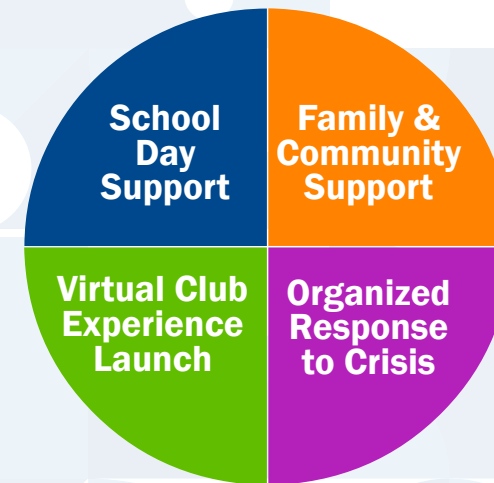 School
Day
Support
Family &
Community
Support
Virtual Club
Experience
Launch
Organized
Response
to Crisis